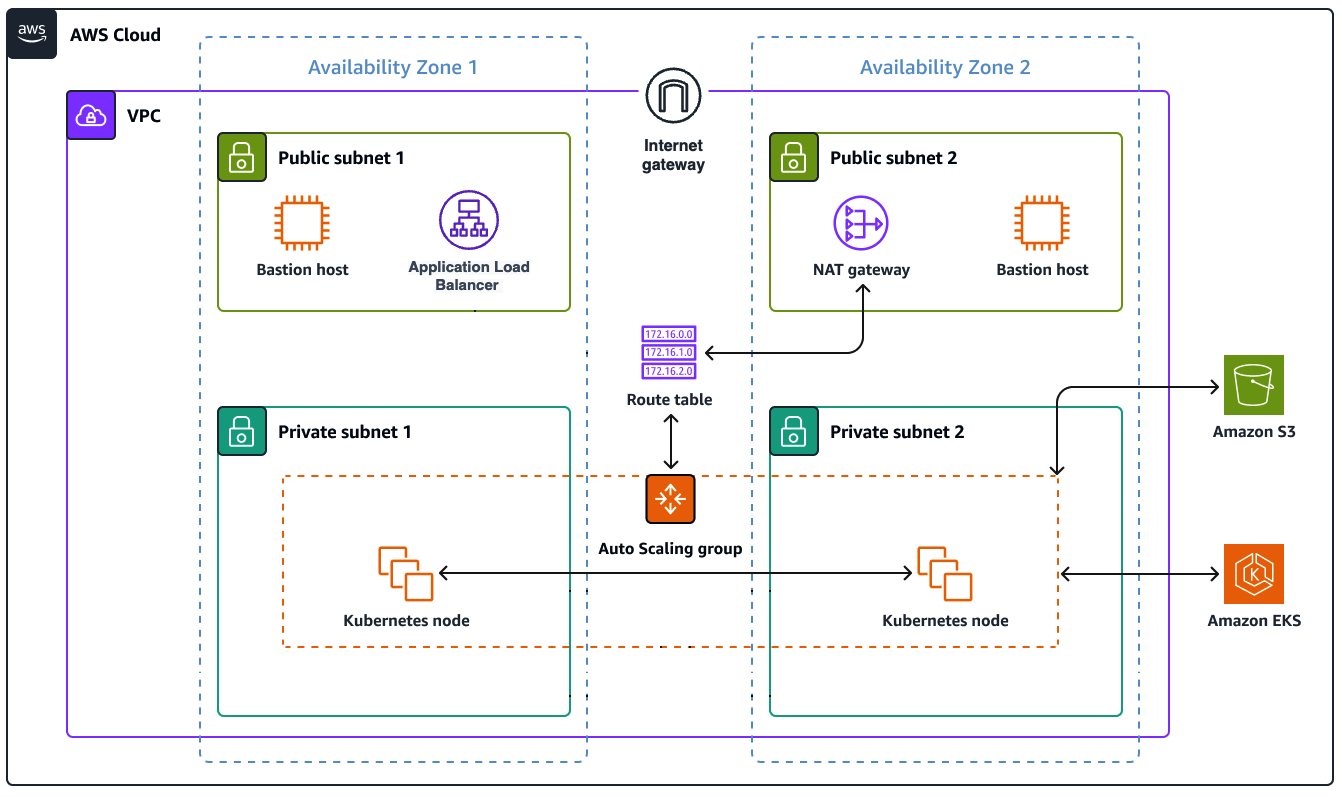 aws
AWS Cloud
Availability Zone 1
Availability Zone 2
VPC
Internet
gateway
Public subnet 1
Public subnet 2
Bastion host
Application Load
Balancer
NAT gateway
Bastion host
172.16.0.0
172.16.1.0
172.16.2.0
Route table
Amazon S3
Private subnet 1
Private subnet 2
Auto Scaling group
Kubernetes node
Kubernetes node
K
Amazon EKS